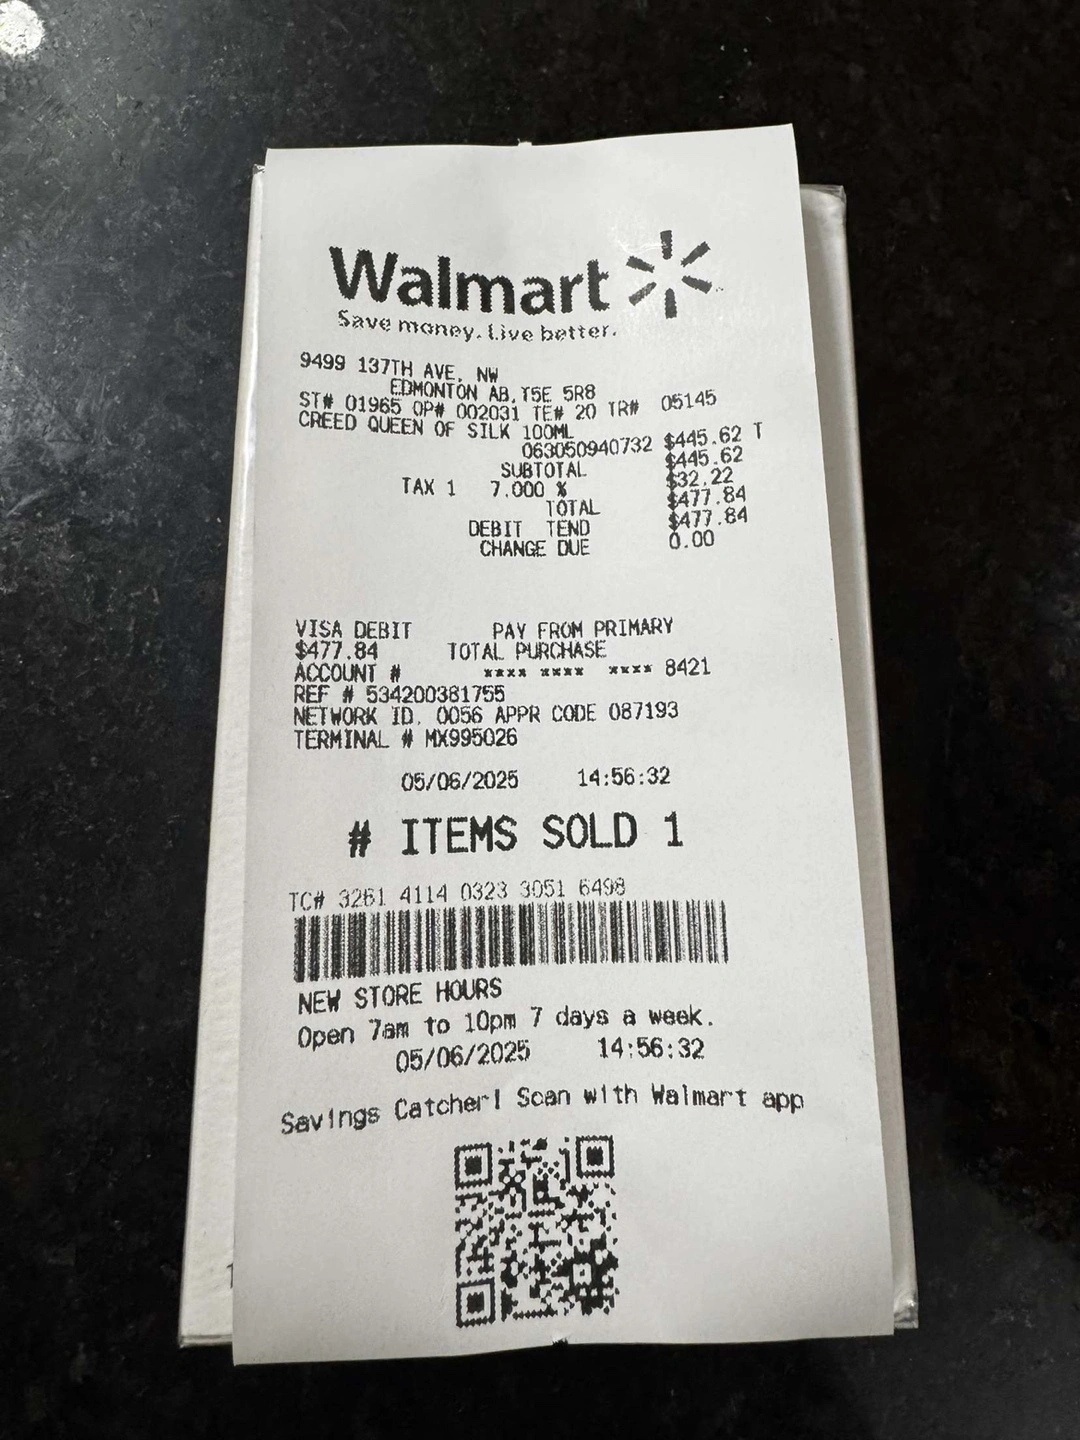 Walmart
Save money. Live better.
9499 137TH AVE, NW
EDMONTON AB, T5E 5R8
ST# 01965 OP# 002031 TE# 20 TR# 05145
CREED QUEEN OF SILK 100ML
063050940732 $445.62 T
SUBTOTAL $445.62
TAX 1 7.000 % $32.22
TOTAL $477.84
DEBIT TEND $477.84
CHANGE DUE 0.00
VISA DEBIT PAY FROM PRIMARY
$477.84 TOTAL PURCHASE
ACCOUNT # **** **** **** 8421
REF # 534200381755
NETWORK ID. 0056 APPR CODE 087193
TERMINAL # MX995026
05/06/2025 14:56:32
# ITEMS SOLD 1
TC# 3261 4114 0323 3051 6498
NEW STORE HOURS
Open 7am to 10pm 7 days a week.
05/06/2025 14:56:32
Savings Catcher! Scan with Walmart app